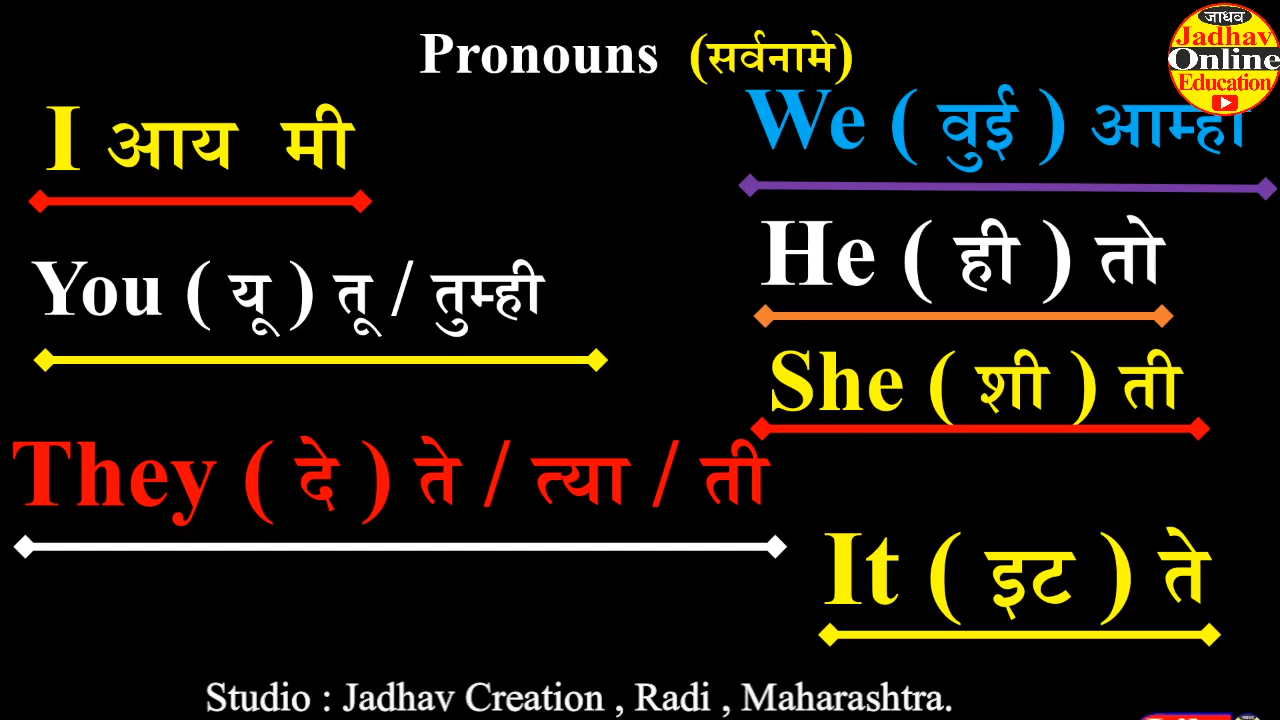 Pronouns (सर्वनामे)
जाधव
Jadhav
Online
Education
I आय मी
We ( वुई ) आम्ही
You ( यू ) तू / तुम्ही
He ( ही ) तो
She ( शी ) ती
They ( दे ) ते / त्या / ती
It ( इट ) ते
Studio : Jadhav Creation , Radi , Maharashtra.